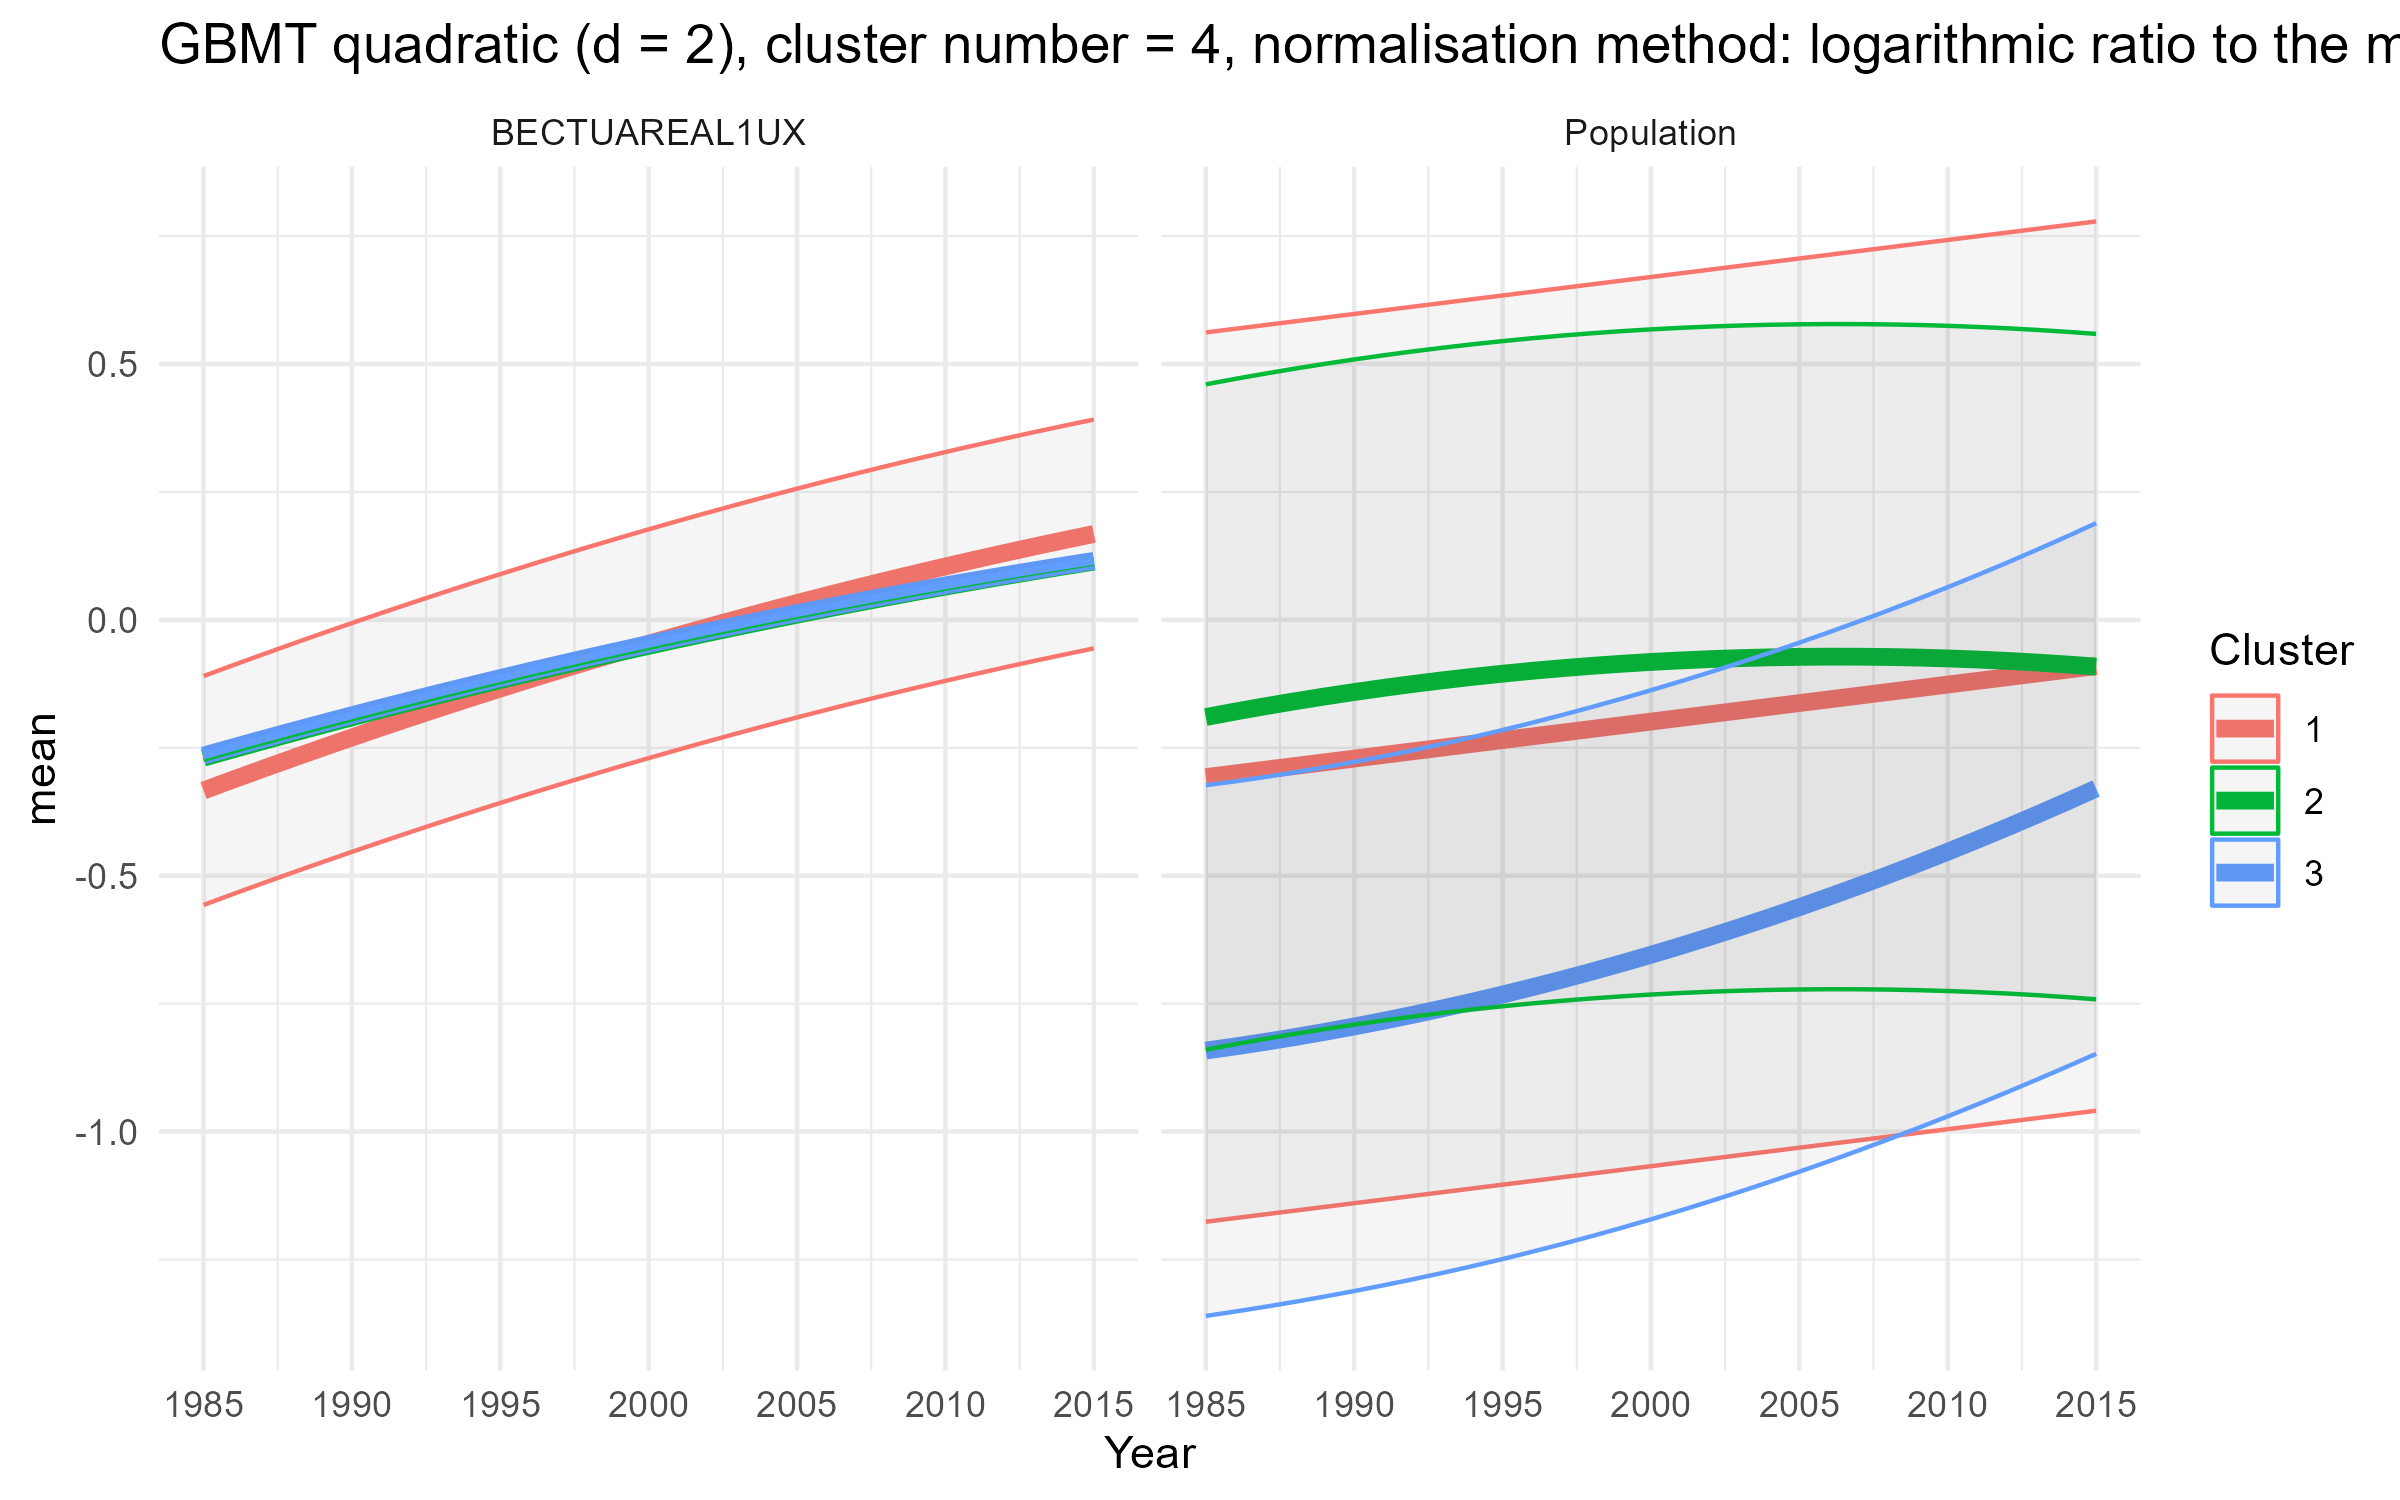 GBMT quadratic (d = 2), cluster number = 4, normalisation method: logarithmic ratio to the m
BECTUAREAL1UX
Population
mean
0.5
0.0
-0.5
-1.0
1985 1990 1995 2000 2005 2010 2015
1985 1990 1995 2000 2005 2010 2015
Year
Cluster
1
2
3